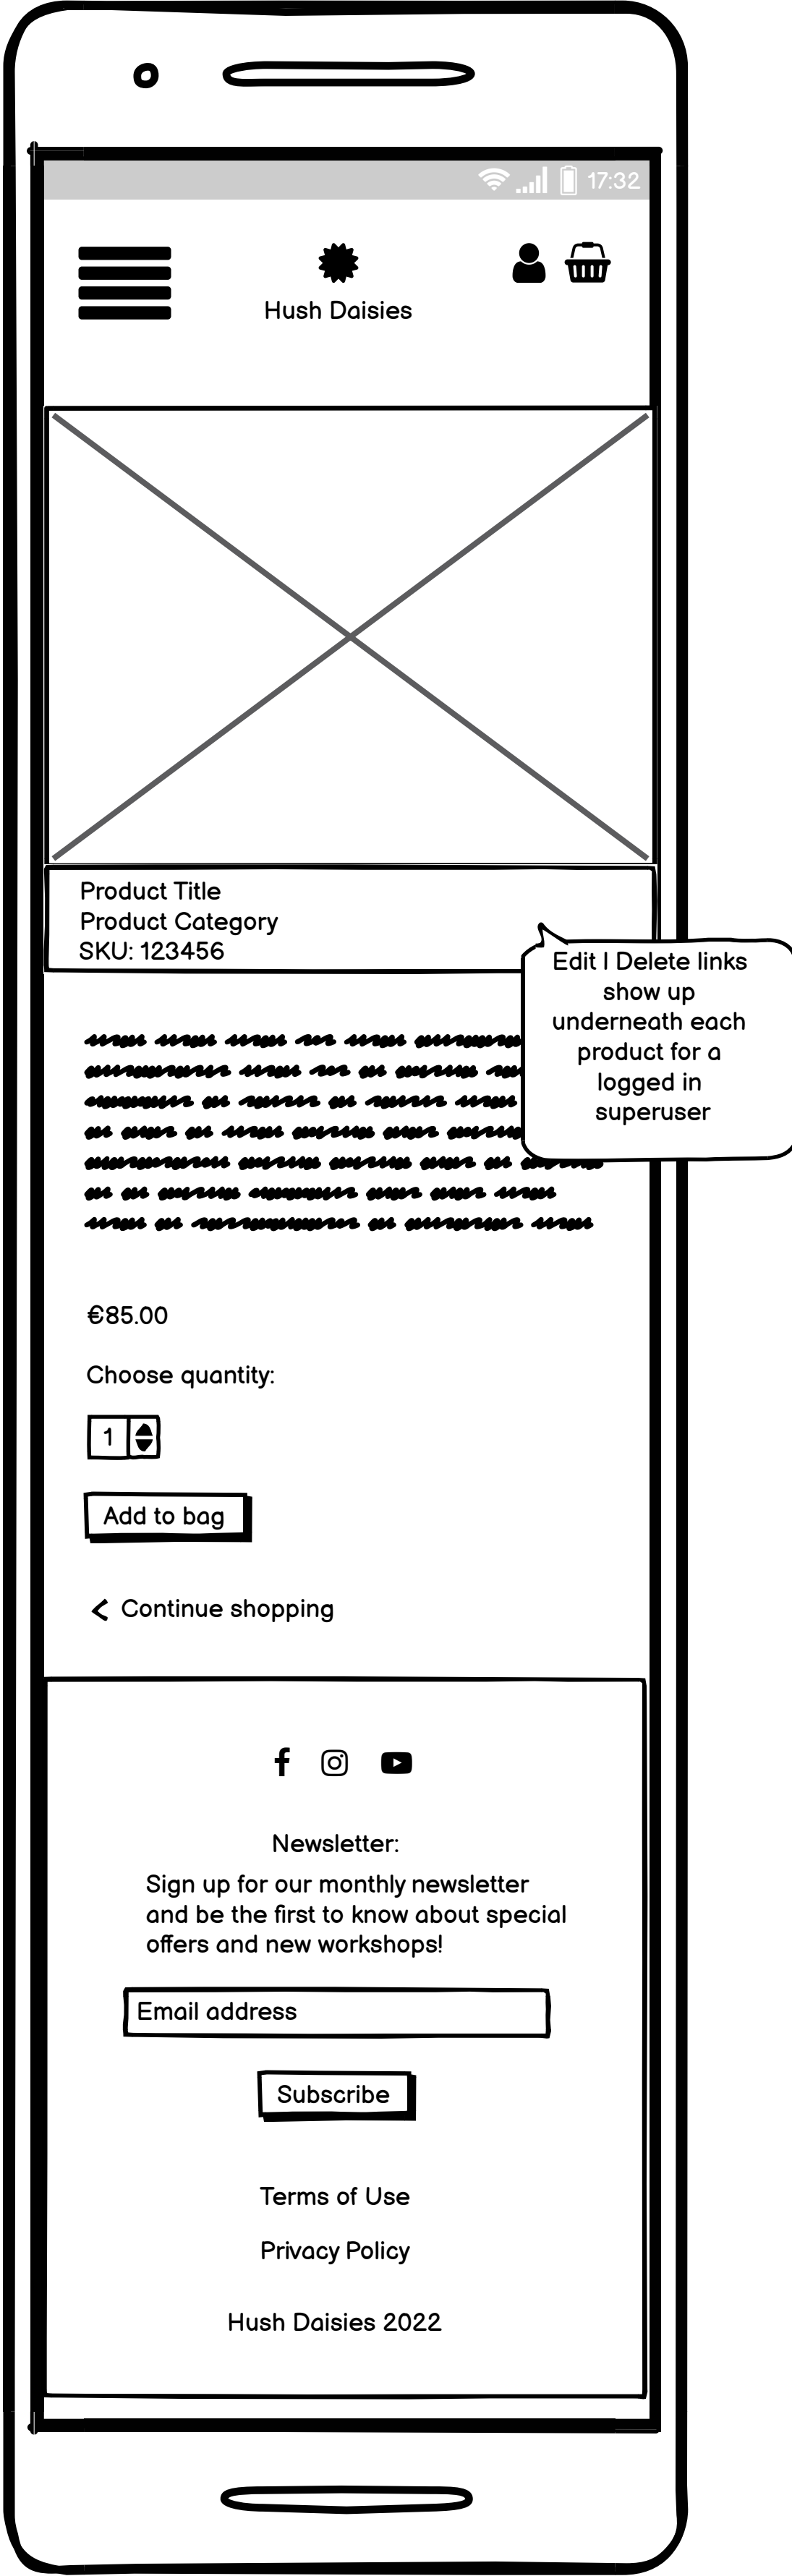 17:32
Hush Daisies
Product Title
Product Category
SKU: 123456
Edit | Delete links
show up
underneath each
product for a
logged in
superuser
€85.00
Choose quantity:
1
Add to bag
Continue shopping
Newsletter:
Sign up for our monthly newsletter
and be the first to know about special
offers and new workshops!
Email address
Subscribe
Terms of Use
Privacy Policy
Hush Daisies 2022